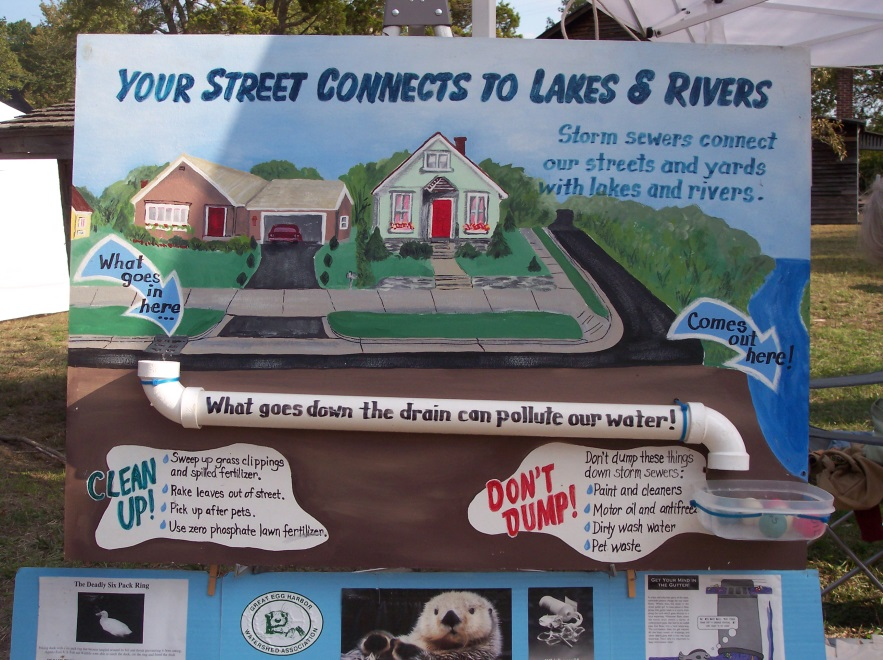 YOUR STREET CONNECTS TO LAKES & RIVERS
Storm sewers connect
our streets and yards
with lakes and rivers.
What
goes
in
here...
Comes
out
here!
What goes down the drain can pollute our water!
CLEAN
UP!
Sweep up grass clippings
and spilled fertilizer.
Rake leaves out of street.
Pick up after pets.
Use zero phosphate lawn fertilizer.
DON'T
DUMP!
Don't dump these things
down storm sewers:
Paint and cleaners
Motor oil and antifreeze
Dirty wash water
Pet waste
The Deadly Six Pack Ring
GREAT EGG HARBOR
WATERSHED ASSOCIATION
GET YOUR MIND IN
THE GUTTER!